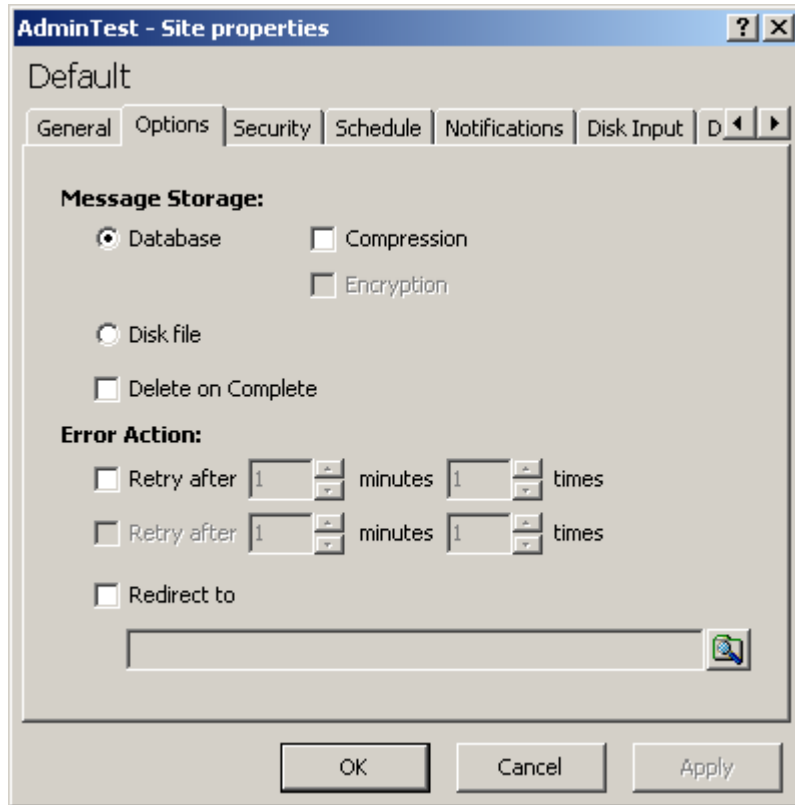 AdminTest - Site properties
Default
General Options Security Schedule Notifications Disk Input D
Message Storage:
Database Compression
Encryption
Disk file
Delete on Complete
Error Action:
Retry after 1 minutes 1 times
Retry after 1 minutes 1 times
Redirect to
OK Cancel Apply